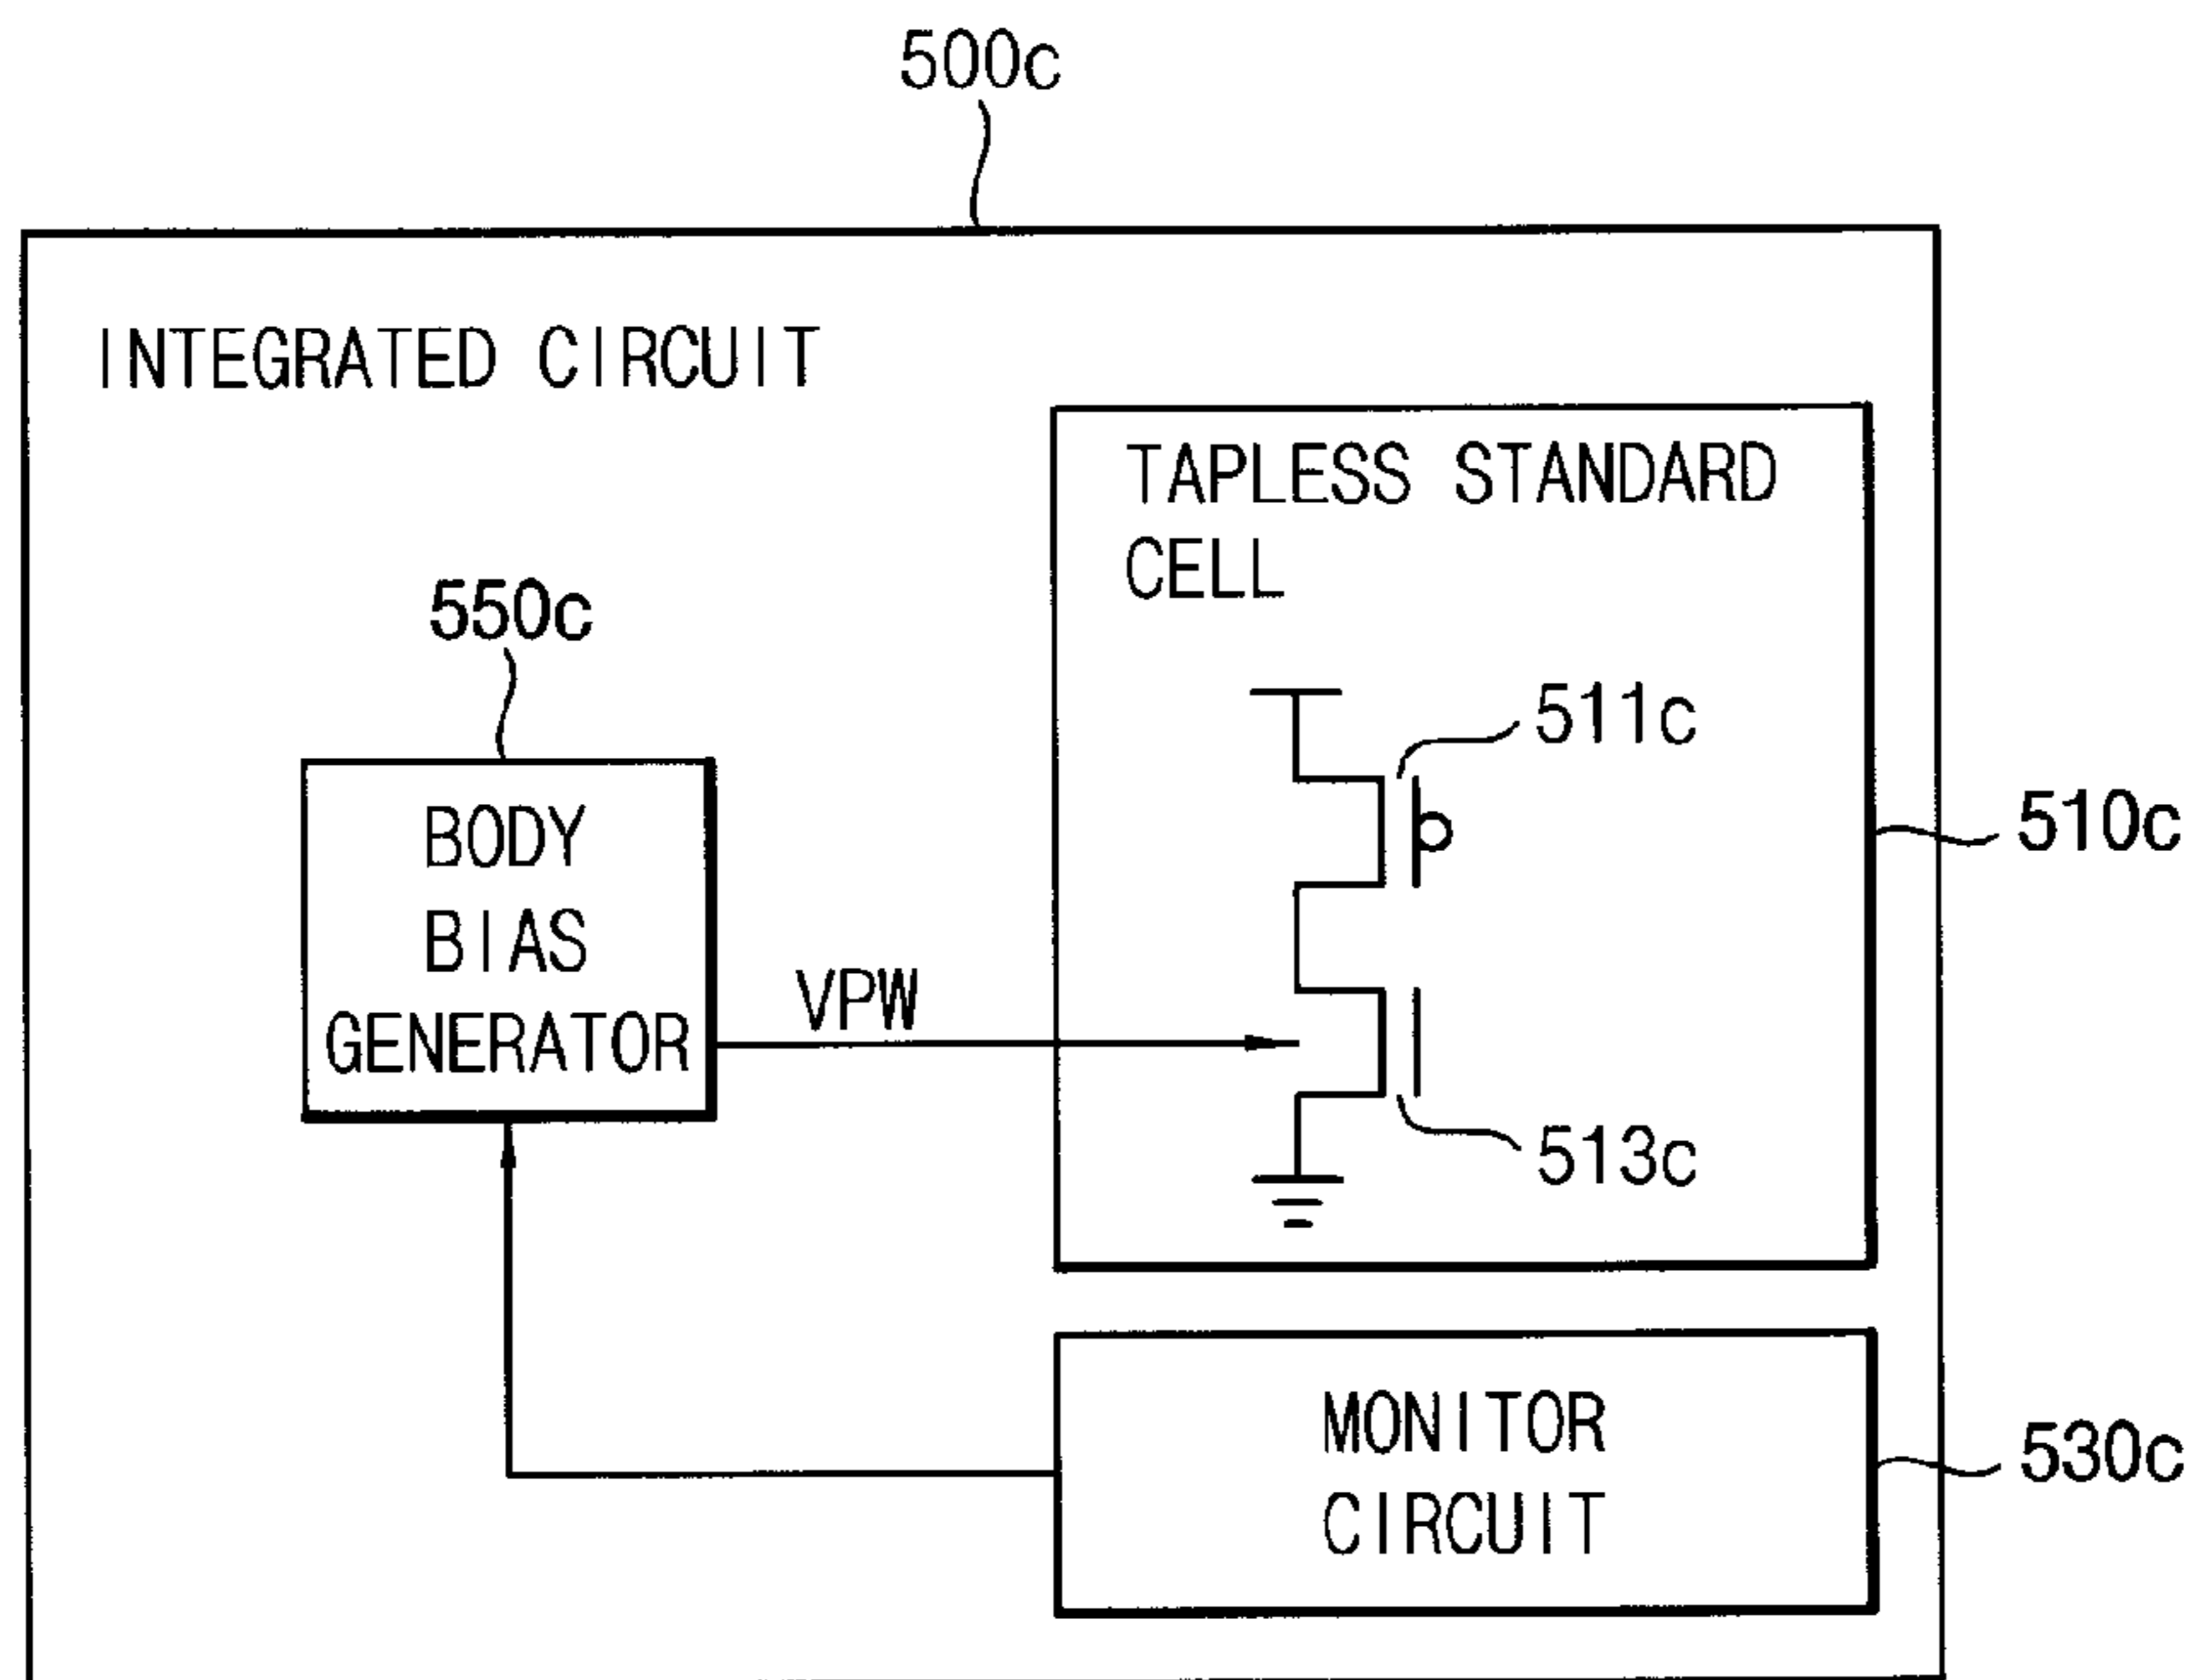 500c
INTEGRATED CIRCUIT
TAPLESS STANDARD
CELL
550c
511c
510c
BODY
BIAS
GENERATOR
VPW
513c
MONITOR
CIRCUIT
530c